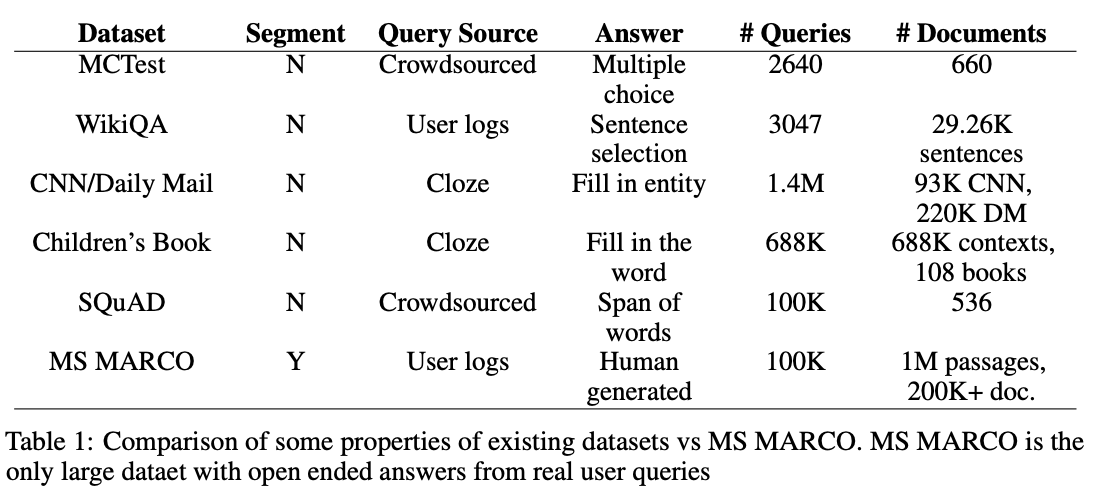 Dataset Segment Query Source Answer # Queries # Documents
MCTest N Crowdsourced Multiple 2640 660
choice
WikiQA N User logs Sentence 3047 29.26K
selection sentences
CNN/Daily Mail N Cloze Fill in entity 1.4M 93K CNN,
220K DM
Children’s Book N Cloze Fill in the 688K 688K contexts,
word 108 books
SQuAD N Crowdsourced Span of 100K 536
words
MS MARCO Y User logs Human 100K 1M passages,
generated 200K+ doc.
Table 1: Comparison of some properties of existing datasets vs MS MARCO. MS MARCO is the
only large dataet with open ended answers from real user queries